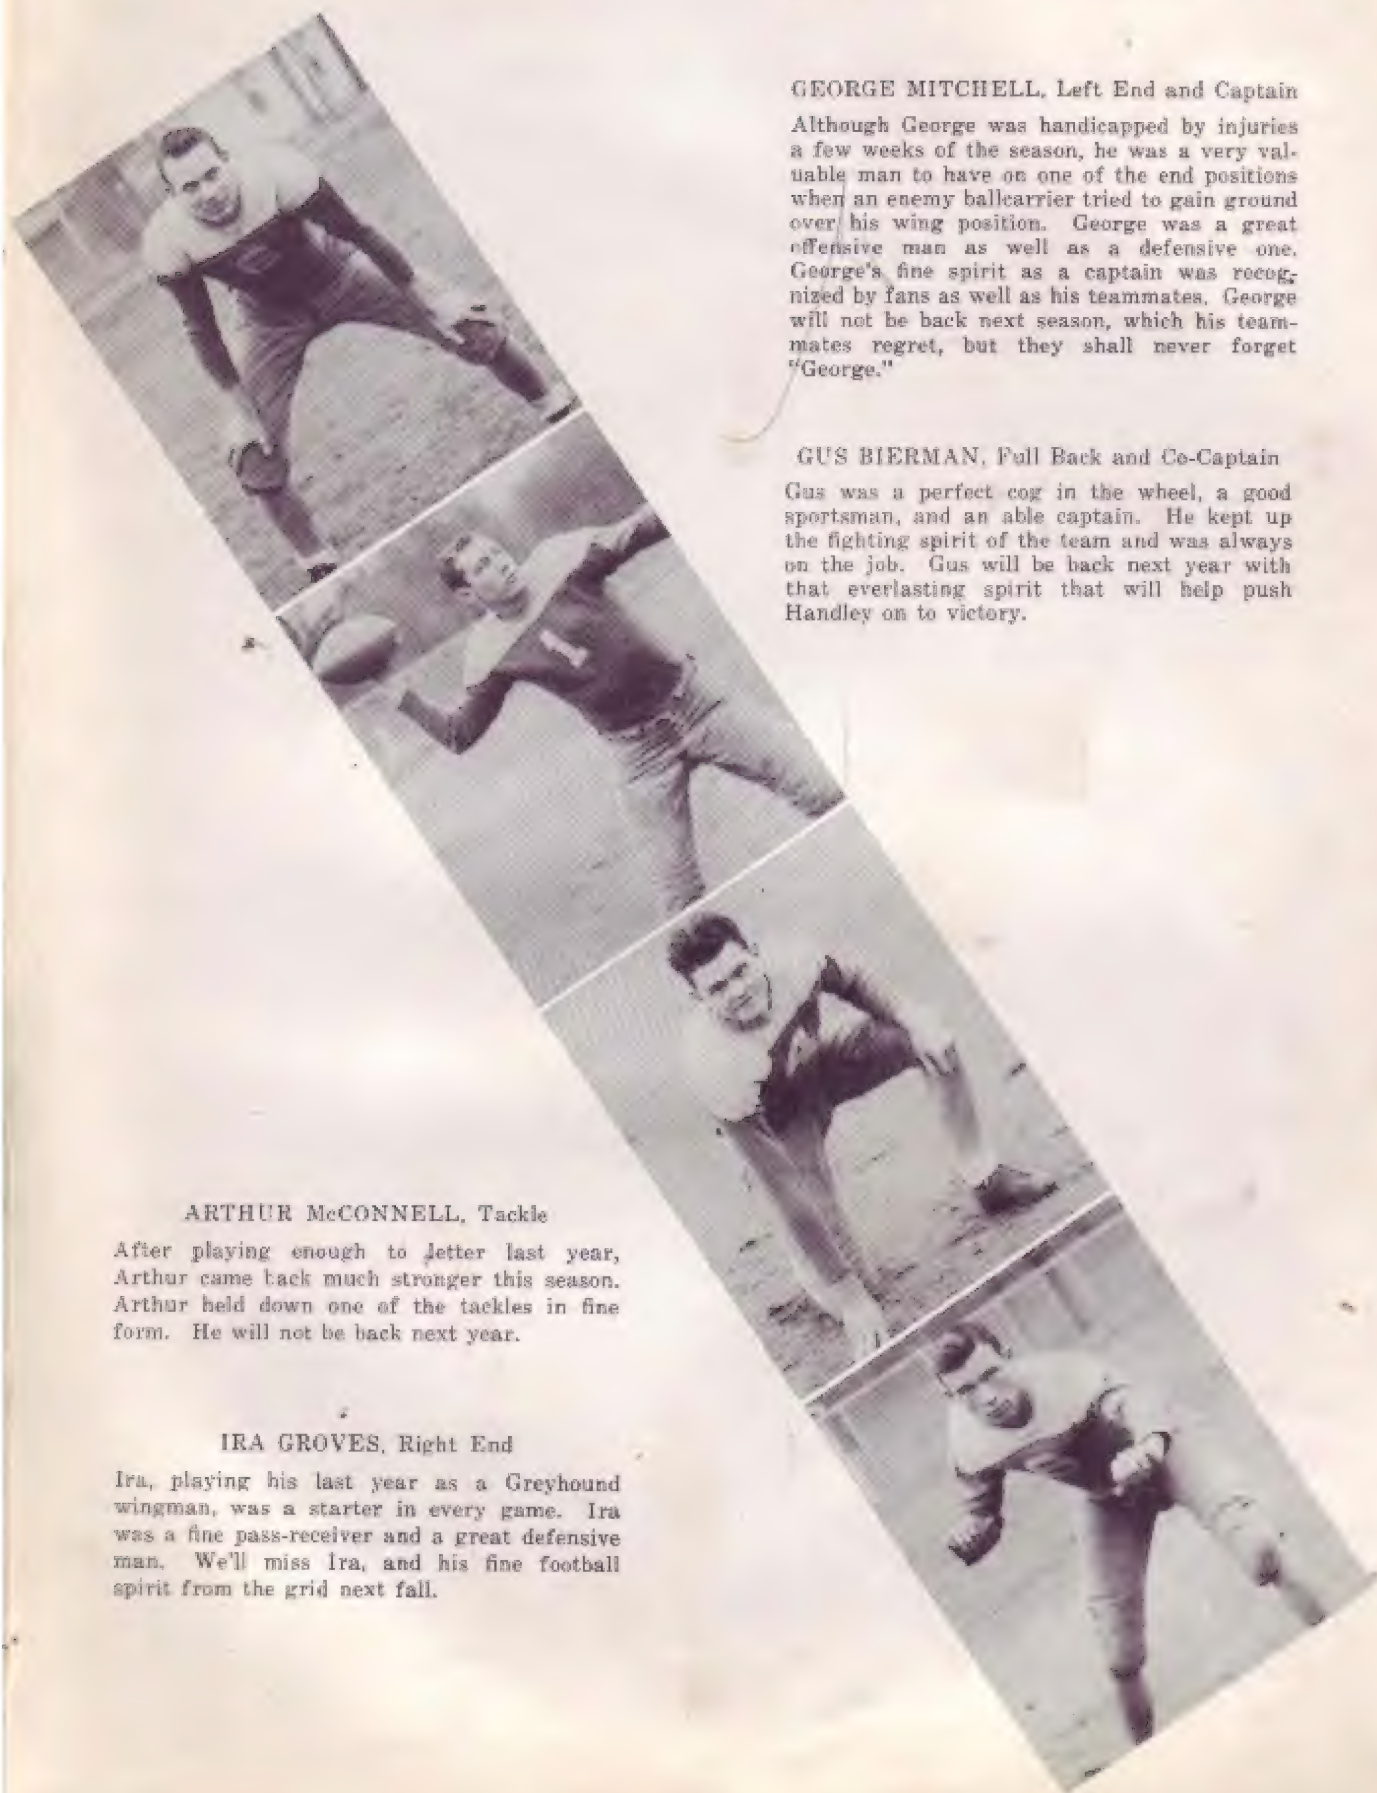 GEORGE MITCHELL, Left End and Captain
Although George was handicapped by injuries
a few weeks of the season, he was a very val-
uable man to have on one of the end positions
when an enemy ballcarrier tried to gain ground
over his wing position. George was a great
offensive man as well as a defensive one.
George's fine spirit as a captain was recog-
nized by fans as well as his teammates. George
will not be back next season, which his team-
mates regret, but they shall never forget
"George."
GUS BIERMAN, Full Back and Co-Captain
Gus was a perfect cog in the wheel, a good
sportsman, and an able captain. He kept up
the fighting spirit of the team and was always
on the job. Gus will be back next year with
that everlasting spirit that will help push
Handley on to victory.
1
ARTHUR McCONNELL, Tackle
After playing enough to letter last year,
Arthur came back much stronger this season.
Arthur held down one of the tackles in fine
form. He will not be back next year.
IRA GROVES, Right End
Ira, playing his last year as a Greyhound
wingman, was a starter in every game. Ira
was a fine pass-receiver and a great defensive
man. We'll miss Ira, and his fine football
spirit from the grid next fall.